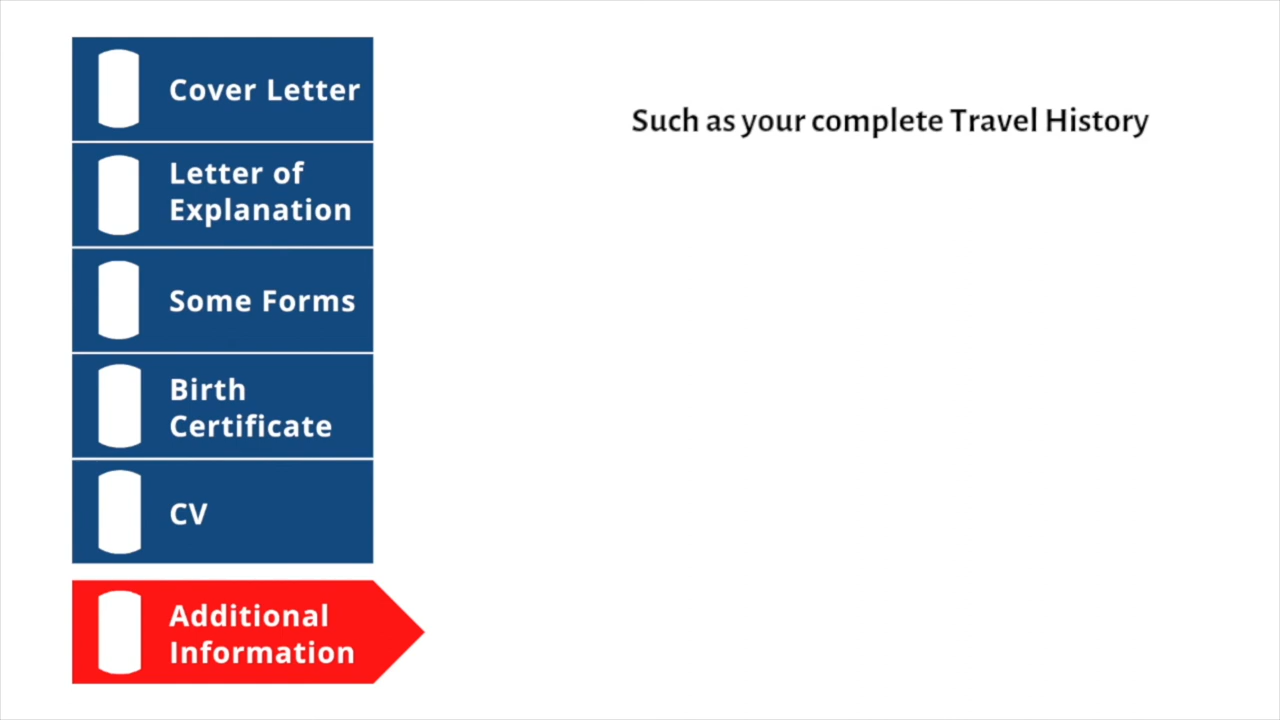 Cover Letter
Letter of
Explanation
Some Forms
Birth
Certificate
CV
Additional
Information
Such as your complete Travel History